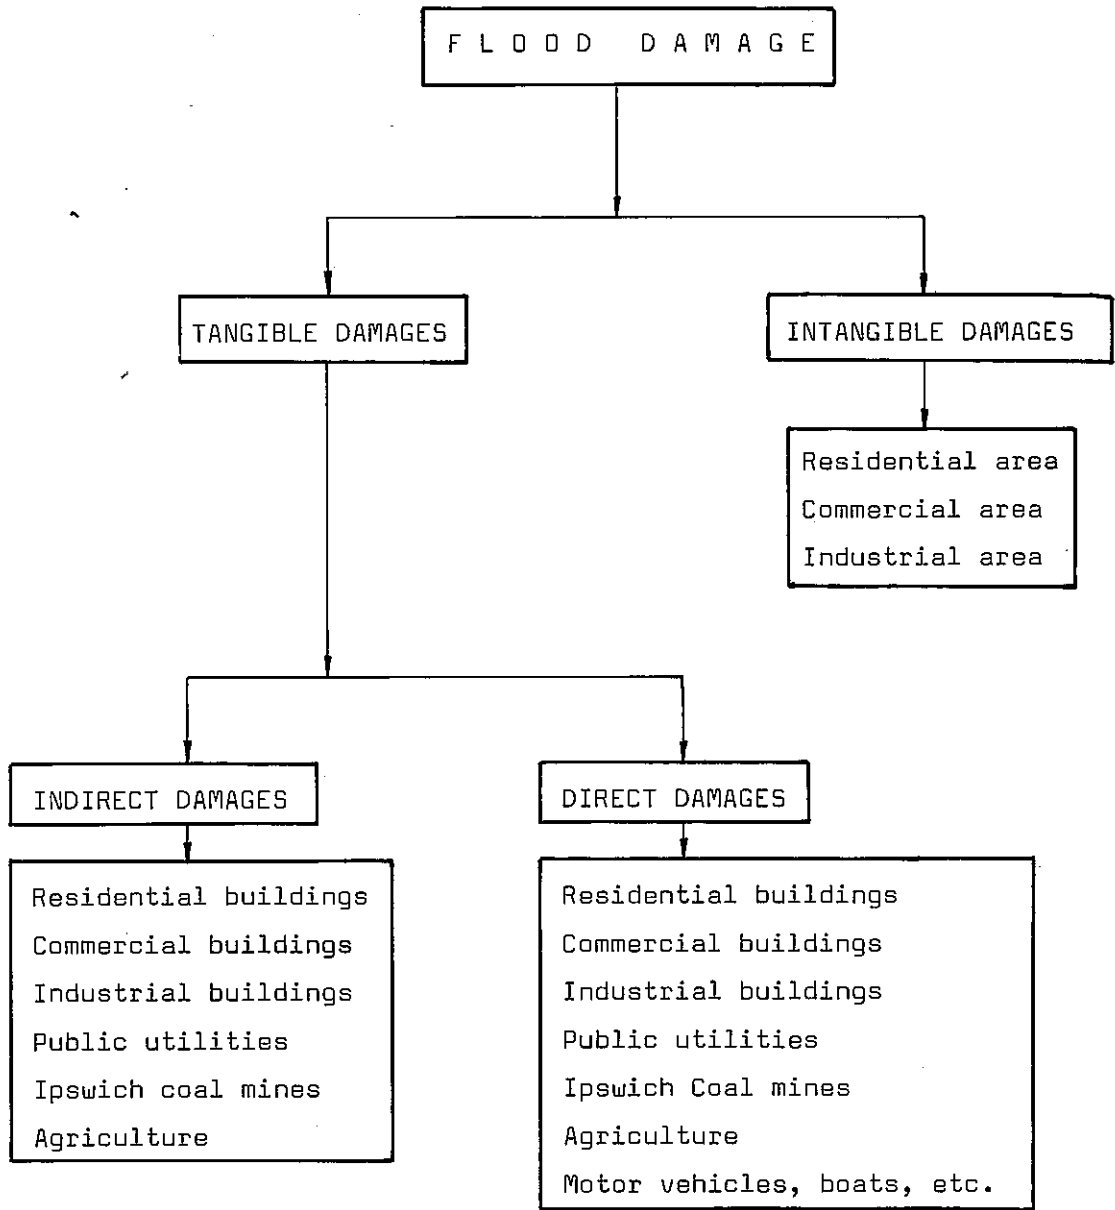 FLOOD DAMAGE
TANGIBLE DAMAGES
INTANGIBLE DAMAGES
Residential area
Commercial area
Industrial area
INDIRECT DAMAGES
Residential buildings
Commercial buildings
Industrial buildings
Public utilities
Ipswich coal mines
Agriculture
DIRECT DAMAGES
Residential buildings
Commercial buildings
Industrial buildings
Public utilities
Ipswich Coal mines
Agriculture
Motor vehicles, boats, etc.